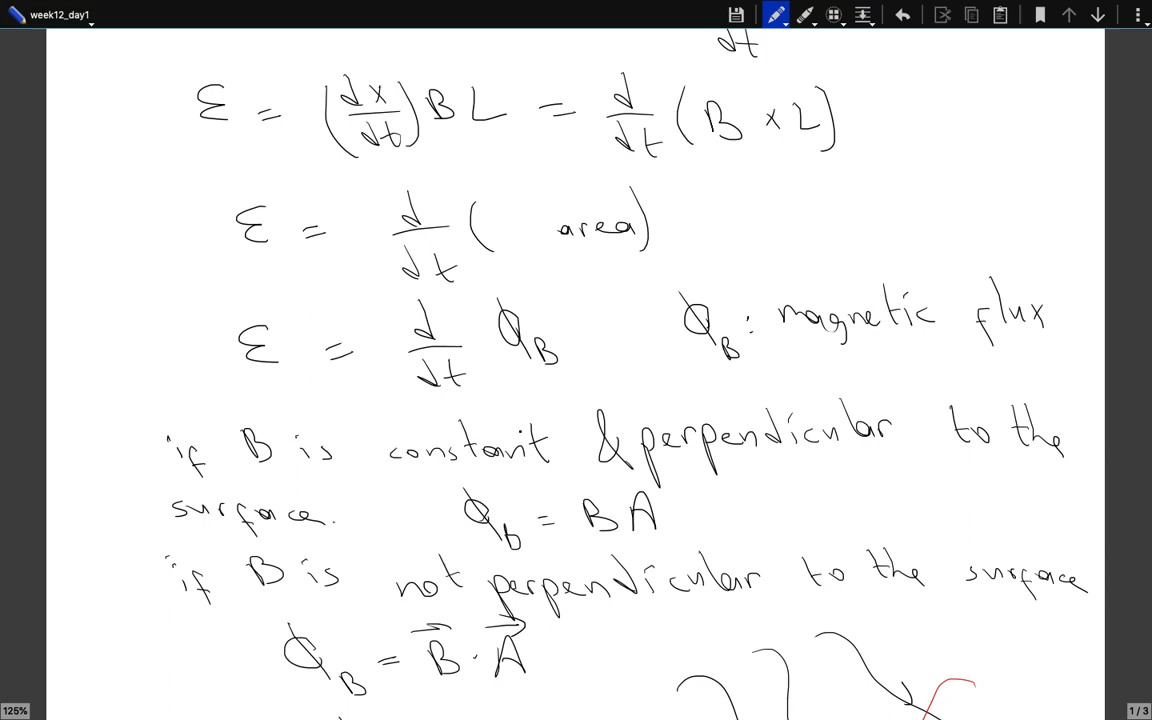 week12_day1
dt
ε = (dx/dt) B L = d/dt (B x L)
ε = d/dt ( area)
ε = d/dt ϕ_B ϕ_B : magnetic flux
if B is constant & perpendicular to the
surface. ϕ_B = B A
if B is not perpendicular to the surface
ϕ_B = B⃗ · A⃗
125%
1 / 3